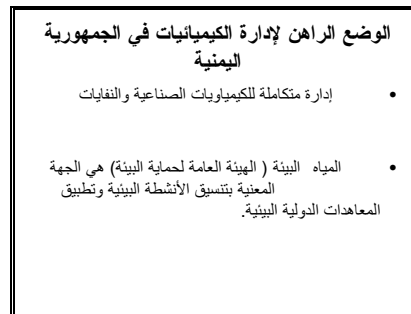 الوضع الراهن لإدارة الكيميائيات في الجمهورية
اليمنية
• إدارة متكاملة للكيمياويات الصناعية والنفايات
• المياه البيئة ( الهيئة العامة لحماية البيئة) هي الجهة
المعنية بتنسيق الأنشطة البيئية وتطبيق
المعاهدات الدولية البيئية.